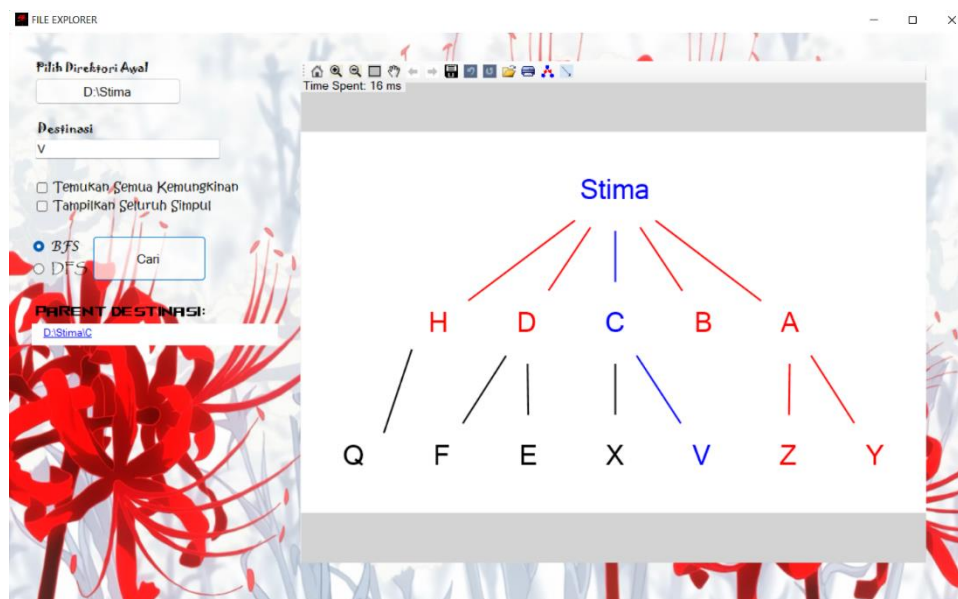 FILE EXPLORER
Pilih Direktori Awal
D:\Stima
Destinasi
V
Temukan Semua Kemungkinan
Tampilkan Seluruh Simpul
BFS
DFS
Cari
PARENT DESTINASI:
D:\Stima\C
Time Spent: 16 ms
Stima
H D C B A
Q F E X V Z Y